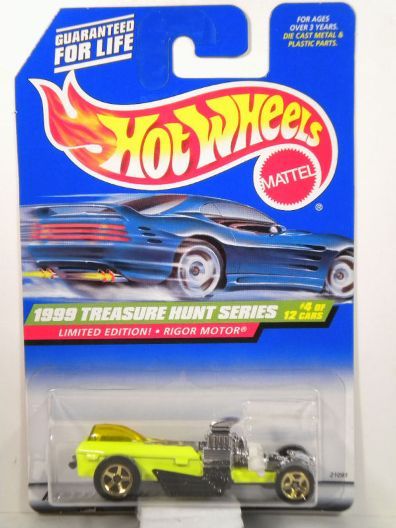 GUARANTEED
FOR LIFE
FOR AGES
OVER 3 YEARS.
DIE CAST METAL &
PLASTIC PARTS.
HOT WHEELS
MATTEL
®
1999 TREASURE HUNT SERIES
#4 OF
12 CARS
LIMITED EDITION! • RIGOR MOTOR®
21091